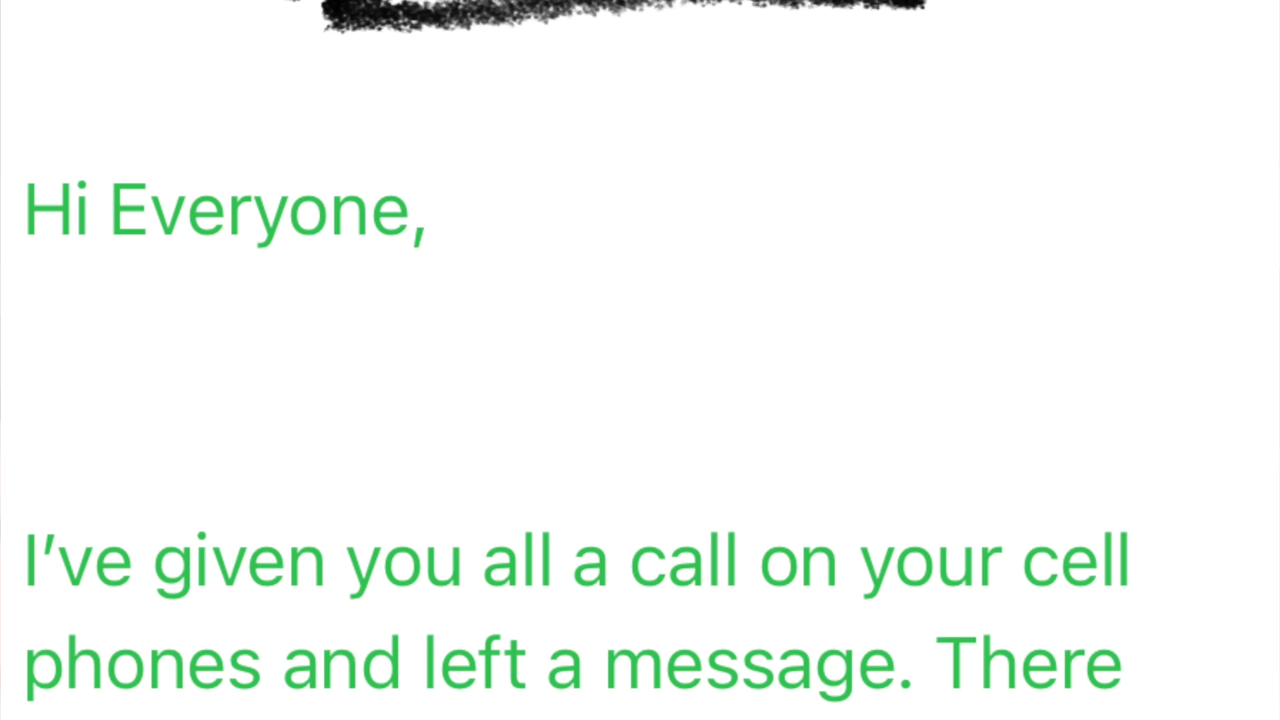 Hi Everyone,
I’ve given you all a call on your cell
phones and left a message. There